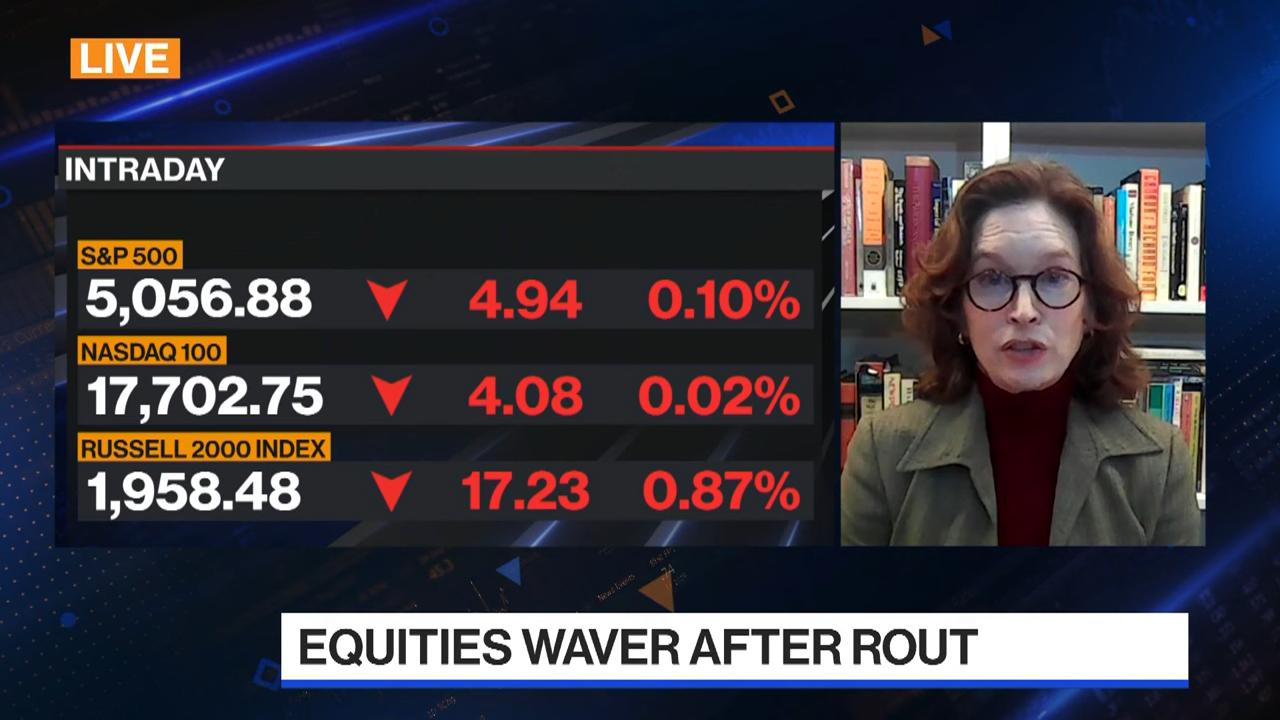 LIVE
INTRADAY
S&P 500
5,056.88 4.94 0.10%
NASDAQ 100
17,702.75 4.08 0.02%
RUSSELL 2000 INDEX
1,958.48 17.23 0.87%
EQUITIES WAVER AFTER ROUT